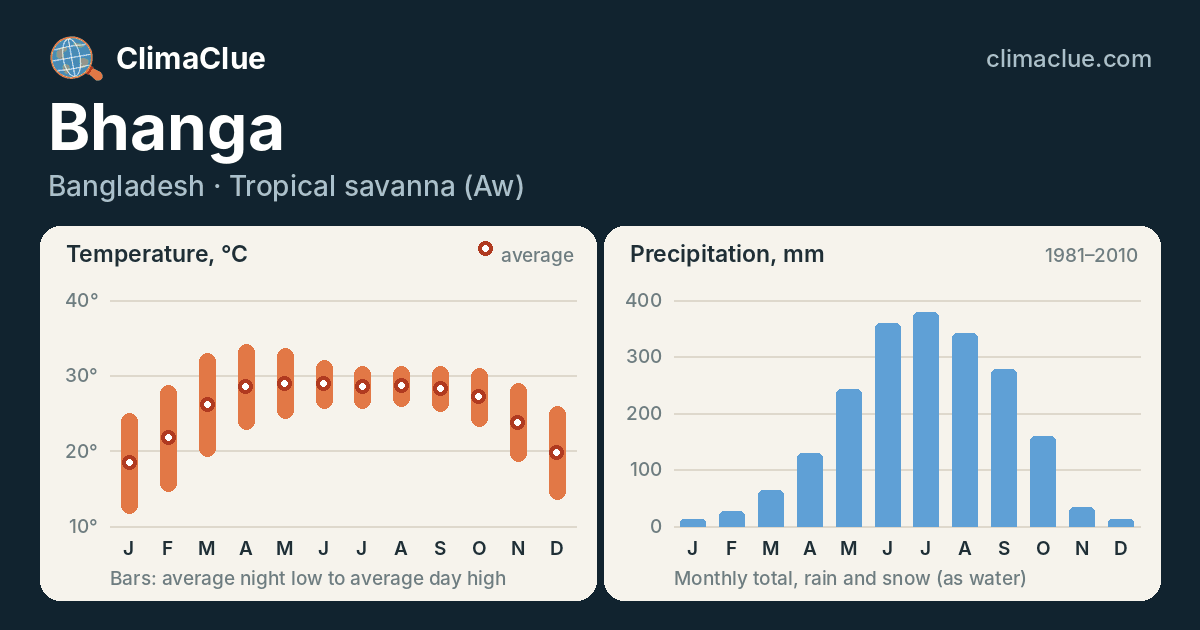 ClimaClue
climaclue.com
Bhanga
Bangladesh · Tropical savanna (Aw)
Temperature, °C
average
40°
30°
20°
10°
J F M A M J J A S O N D
Bars: average night low to average day high
Precipitation, mm
1981–2010
400
300
200
100
0
J F M A M J J A S O N D
Monthly total, rain and snow (as water)